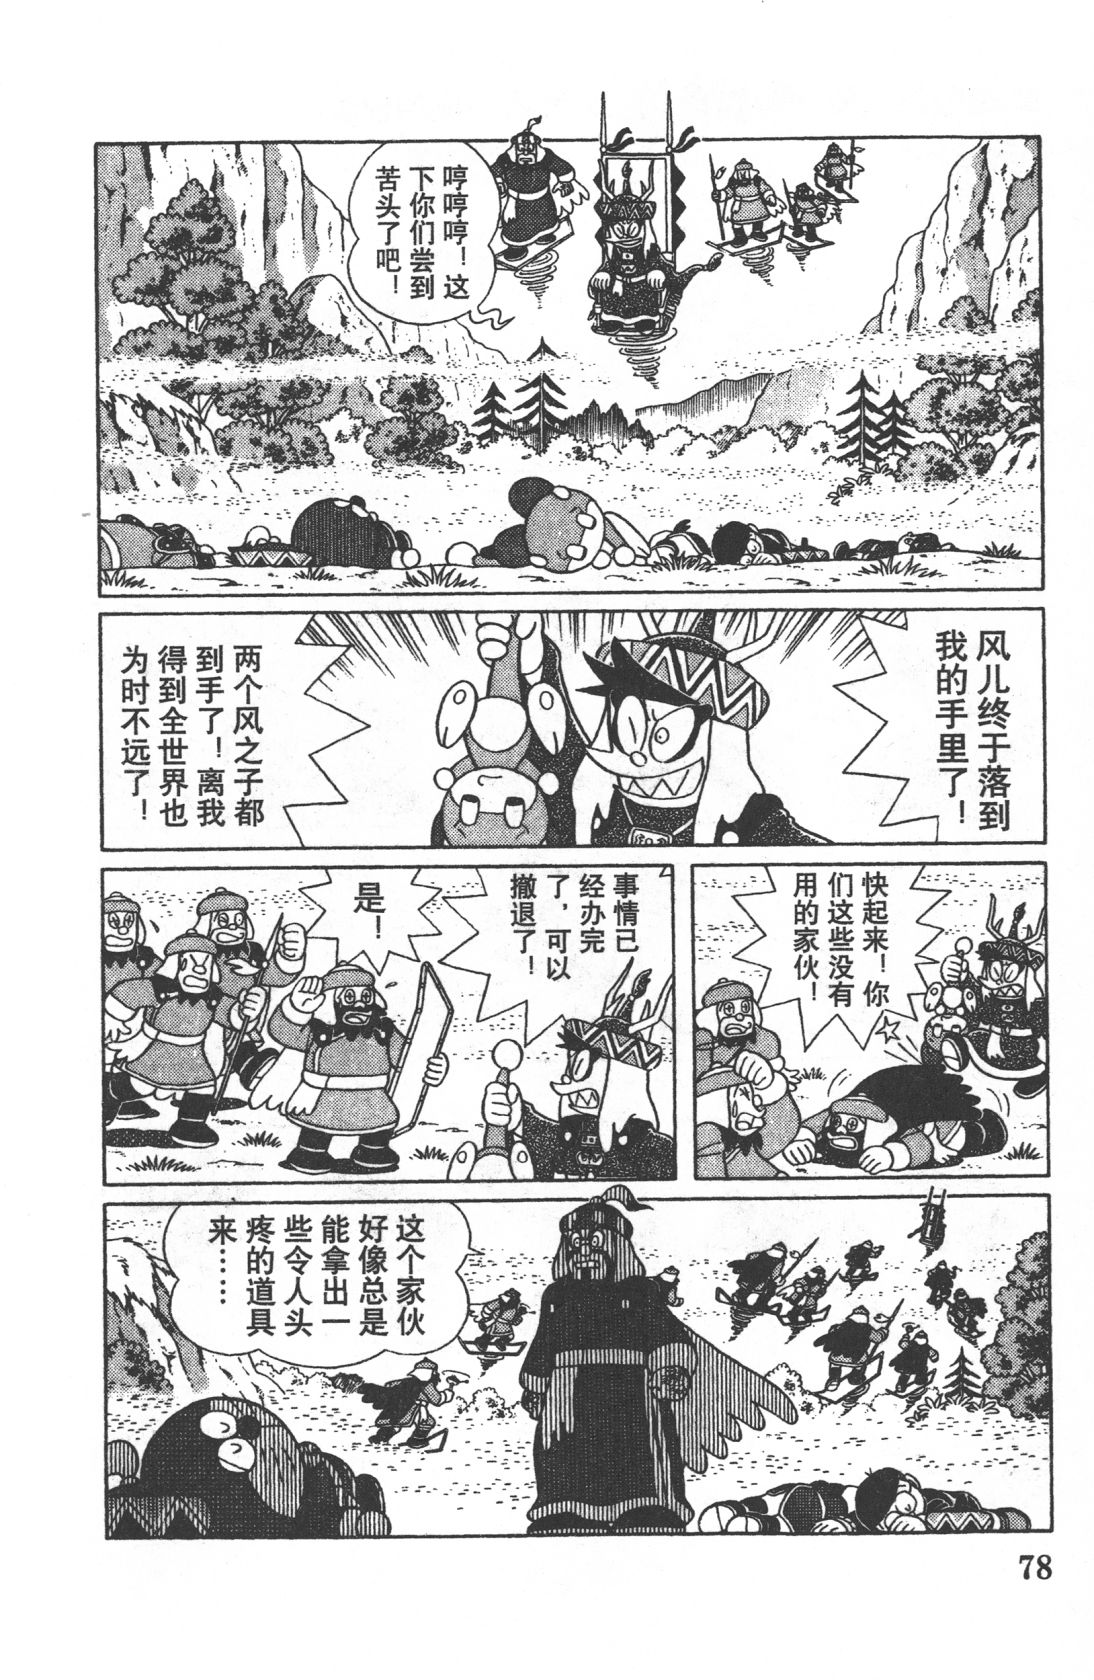 哼哼哼！这
下你们尝到
苦头了吧！
风儿终于落到
我的手里了！
两个风之子都
到手了！离我
得到全世界也
为时不远了！
快起来！你
们这些没有
用的家伙！
事情已
经办完
了，可以
撤退了！
是！
这个家伙
好像总是
能拿出一
些令人头
疼的道具
来……
78